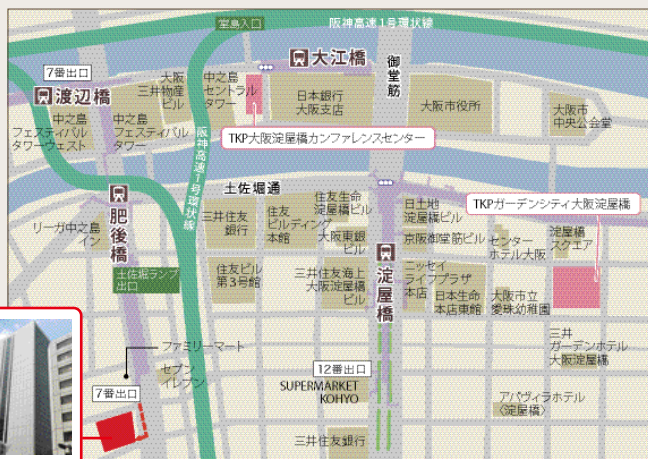 堂島入口
阪神高速1号環状線
7番出口
渡辺橋
大江橋
御
堂
筋
大阪
三井物産
ビル
中之島
セントラル
タワー
日本銀行
大阪支店
大阪市役所
大阪市
中央公会堂
中之島
フェスティバル
タワーウェスト
中之島
フェスティバル
タワー
TKP大阪淀屋橋カンファレンスセンター
阪神高速1号環状線
土佐堀通
肥後橋
リーガ中之島
イン
三井住友
銀行
住友
ビルディング
本館
住友生命
淀屋橋ビル
大阪東銀
ビル
日土地
淀屋橋ビル
京阪御堂筋ビル
TKPガーデンシティ大阪淀屋橋
センター
ホテル大阪
淀屋橋
スクエア
土佐堀ランプ
出口
住友ビル
第3号館
三井住友海上
大阪淀屋橋
ビル
淀屋橋
ニッセイ
ライフプラザ
本店
日本生命
本店東館
大阪市立
愛珠幼稚園
ファミリーマート
セブン
イレブン
7番出口
12番出口
SUPERMARKET
KOHYO
三井
ガーデンホテル
大阪淀屋橋
アパヴィラホテル
〈淀屋橋〉
三井住友銀行